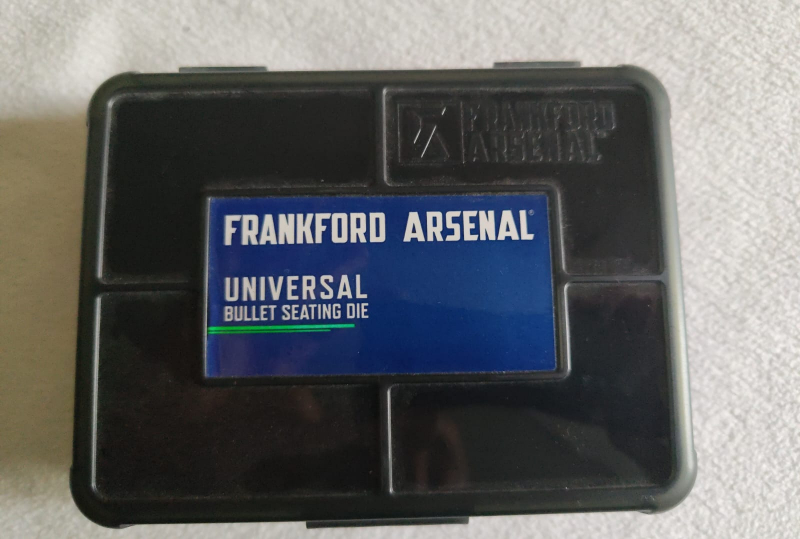 FRANKFORD
ARSENAL
FRANKFORD ARSENAL®
UNIVERSAL
BULLET SEATING DIE